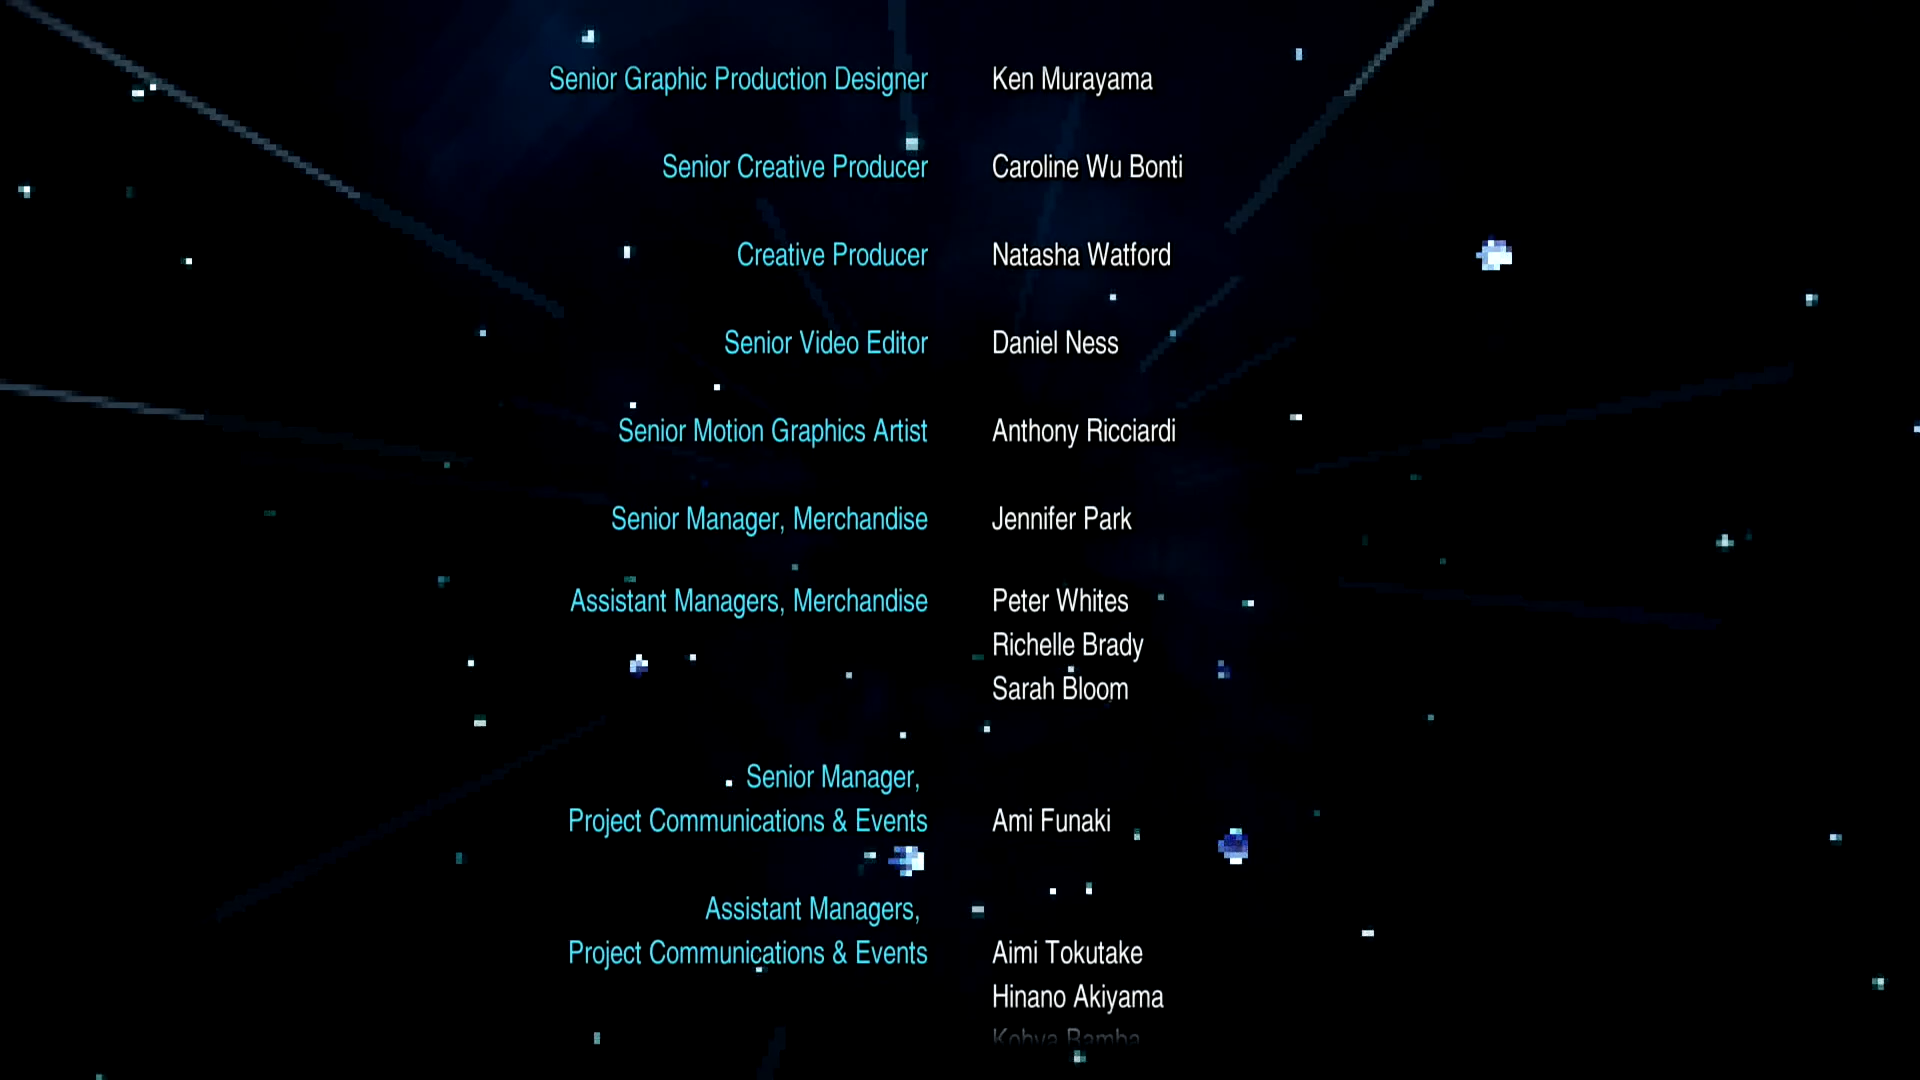 Senior Graphic Production Designer Ken Murayama
Senior Creative Producer Caroline Wu Bonti
Creative Producer Natasha Watford
Senior Video Editor Daniel Ness
Senior Motion Graphics Artist Anthony Ricciardi
Senior Manager, Merchandise Jennifer Park
Assistant Managers, Merchandise Peter Whites
Richelle Brady
Sarah Bloom
Senior Manager,
Project Communications & Events Ami Funaki
Assistant Managers,
Project Communications & Events Aimi Tokutake
Hinano Akiyama
Kohya Bamba